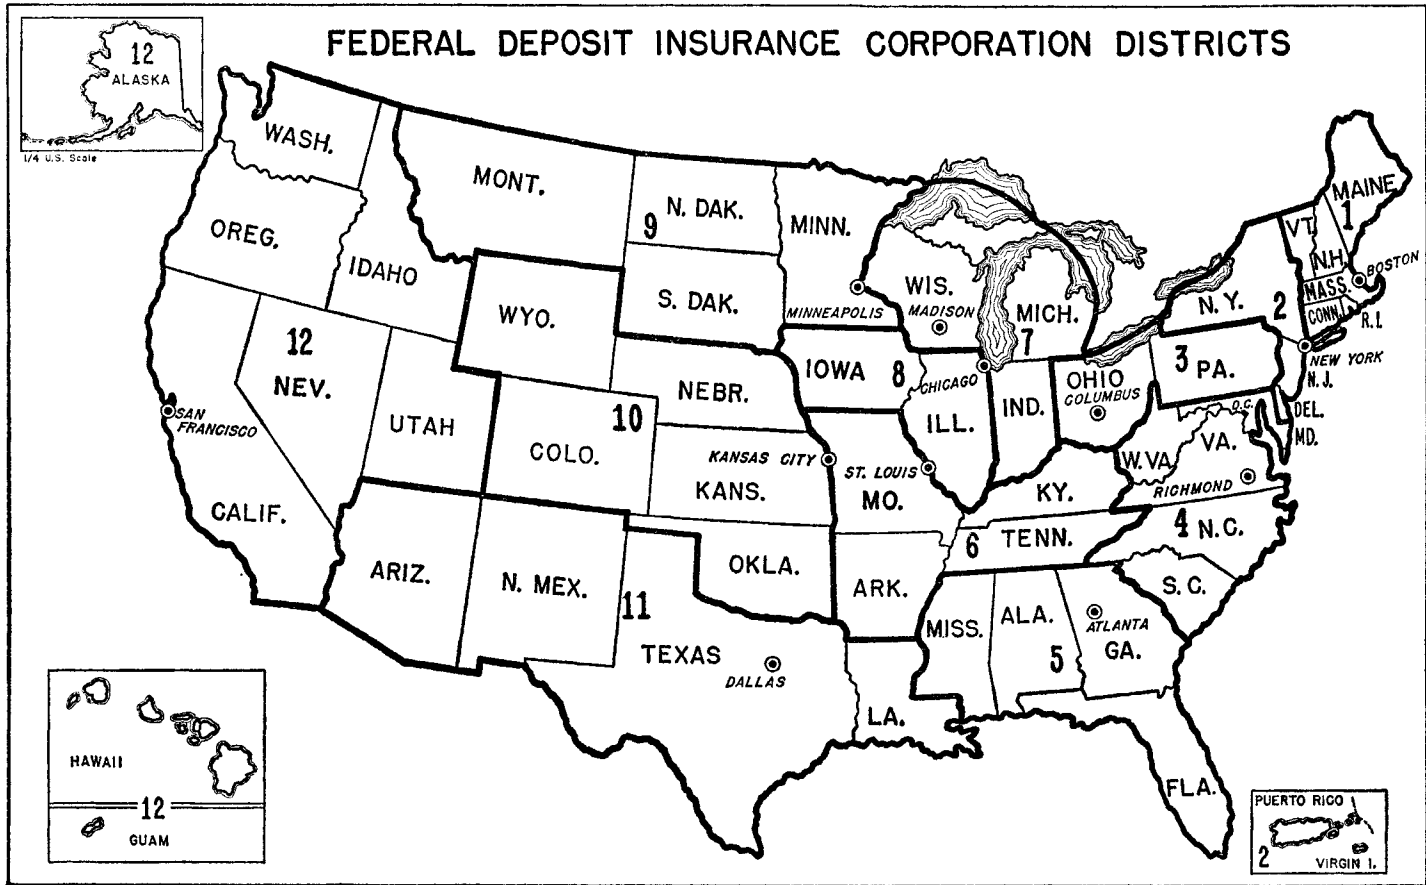 FEDERAL DEPOSIT INSURANCE CORPORATION DISTRICTS
12
ALASKA
1/4 U.S. Scale
WASH.
MONT.
N. DAK.
9
MINN.
MAINE
1
VT.
N.H.
BOSTON
MASS.
CONN.
R.I.
OREG.
IDAHO
WYO.
S. DAK.
MINNEAPOLIS
WIS.
MADISON
MICH.
7
N. Y.
2
NEW YORK
N. J.
12
NEV.
IOWA
8
CHICAGO
OHIO
COLUMBUS
3
PA.
D.C.
DEL.
MD.
SAN
FRANCISCO
UTAH
10
COLO.
NEBR.
ILL.
IND.
W. VA.
VA.
RICHMOND
KANSAS CITY
ST. LOUIS
KANS.
MO.
KY.
CALIF.
4
N.C.
6
TENN.
ARIZ.
N. MEX.
OKLA.
ARK.
S. C.
11
TEXAS
DALLAS
MISS.
ALA.
5
ATLANTA
GA.
LA.
FLA.
HAWAII
12
GUAM
PUERTO RICO
2
VIRGIN I.